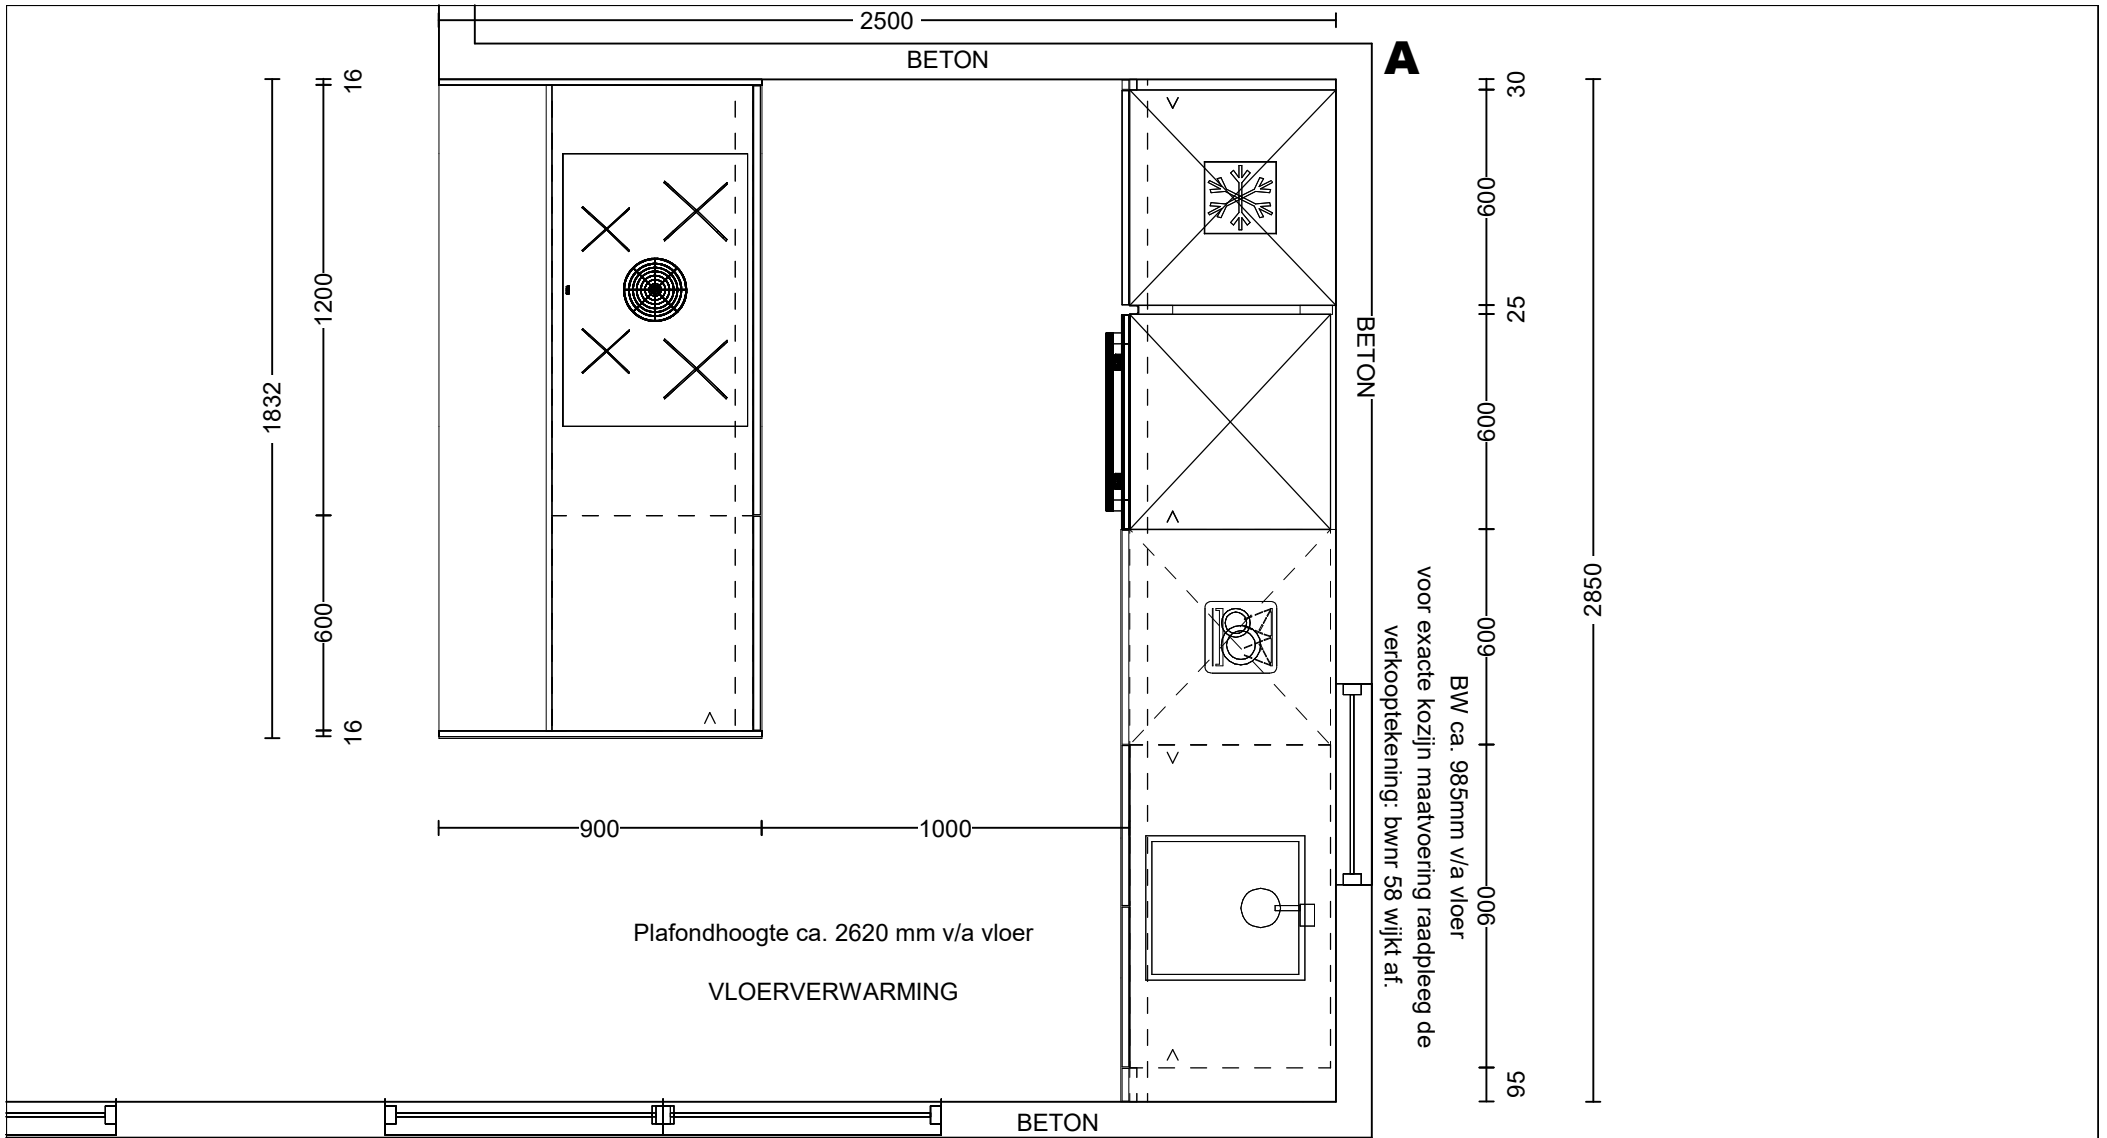 2500
BETON
A
16
1200
1832
600
16
30
600
25
BETON
600
600
2850
BW ca. 985mm v/a vloer
voor exacte kozijn maatvoering raadpleeg de
verkooptekening: bwnr 58 wijkt af.
900
95
900
1000
Plafondhoogte ca. 2620 mm v/a vloer
VLOERVERWARMING
BETON